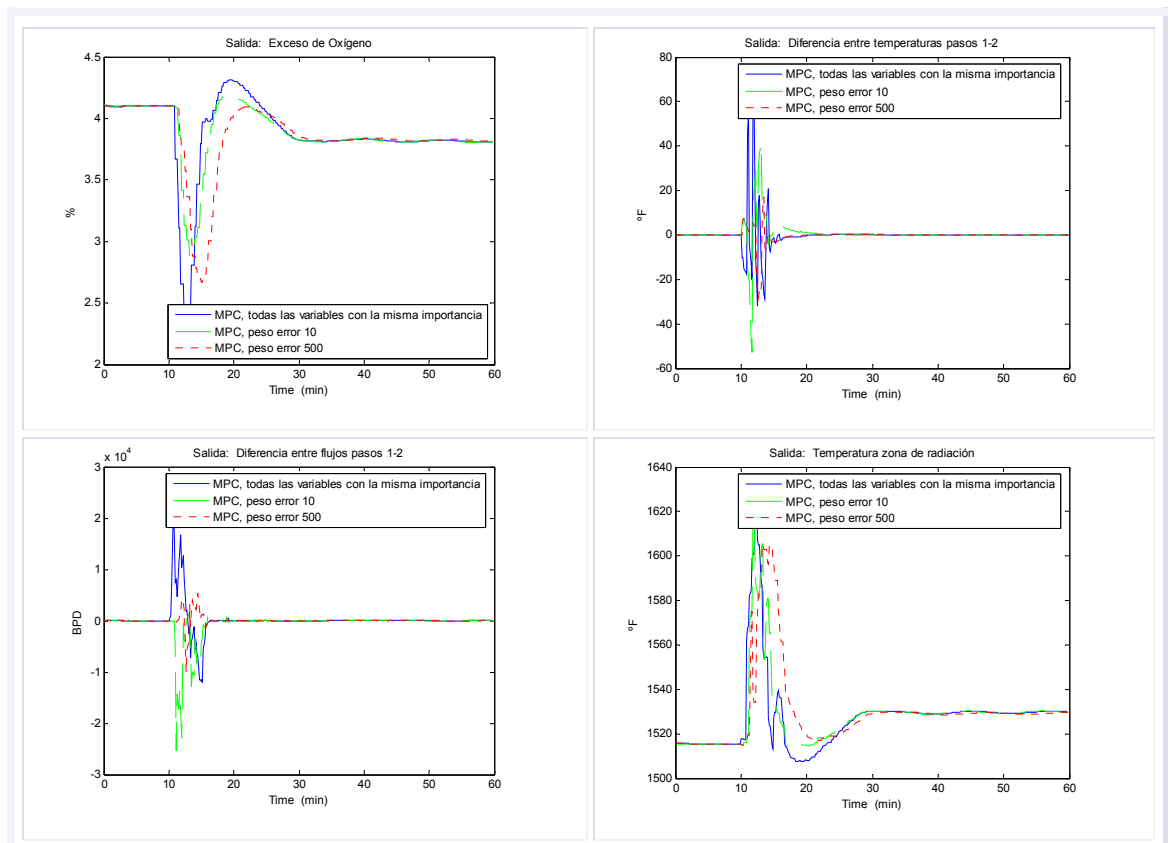 Salida: Exceso de Oxígeno
4.5
4
3.5
3
2.5
2
%
MPC, todas las variables con la misma importancia
MPC, peso error 10
MPC, peso error 500
0 10 20 30 40 50 60
Time (min)
Salida: Diferencia entre temperaturas pasos 1-2
80
60
40
20
0
-20
-40
-60
ºF
MPC, todas las variables con la misma importancia
MPC, peso error 10
MPC, peso error 500
0 10 20 30 40 50 60
Time (min)
Salida: Diferencia entre flujos pasos 1-2
x 10^4
3
2
1
0
-1
-2
-3
BPD
MPC, todas las variables con la misma importancia
MPC, peso error 10
MPC, peso error 500
0 10 20 30 40 50 60
Time (min)
Salida: Temperatura zona de radiación
1640
1620
1600
1580
1560
1540
1520
1500
ºF
MPC, todas las variables con la misma importancia
MPC, peso error 10
MPC, peso error 500
0 10 20 30 40 50 60
Time (min)